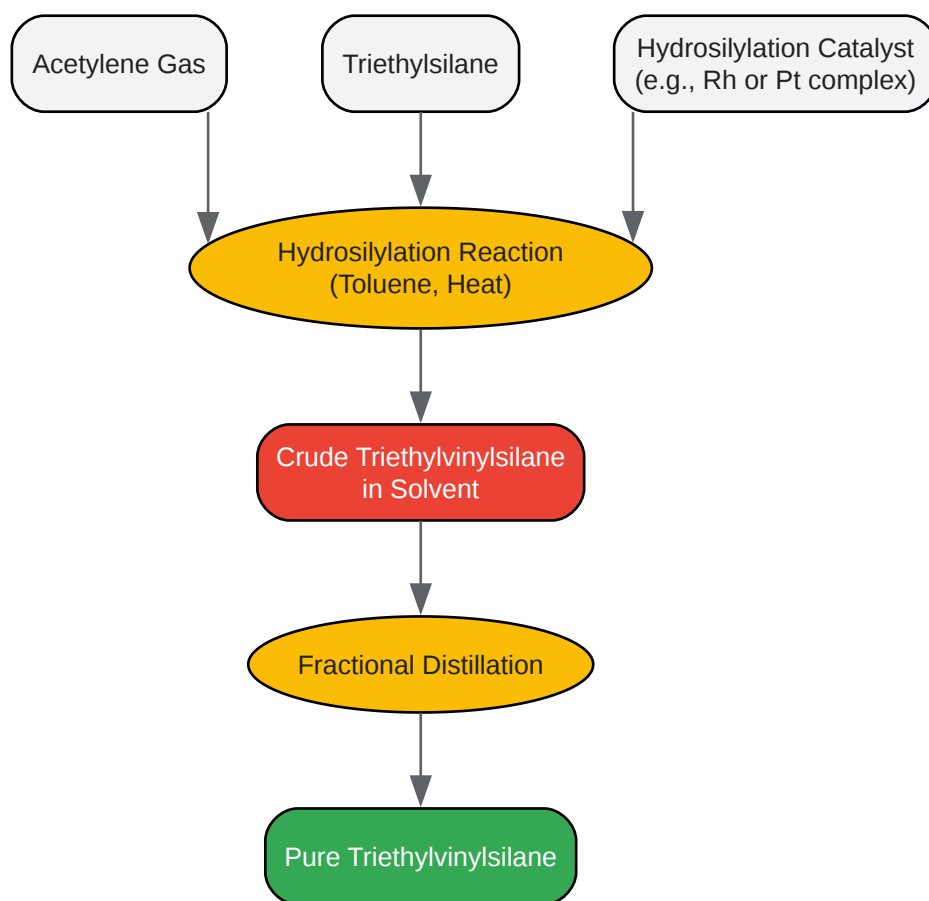 Acetylene Gas
Triethylsilane
Hydrosilylation Catalyst
(e.g., Rh or Pt complex)
Hydrosilylation Reaction
(Toluene, Heat)
Crude Triethylvinylsilane
in Solvent
Fractional Distillation
Pure Triethylvinylsilane